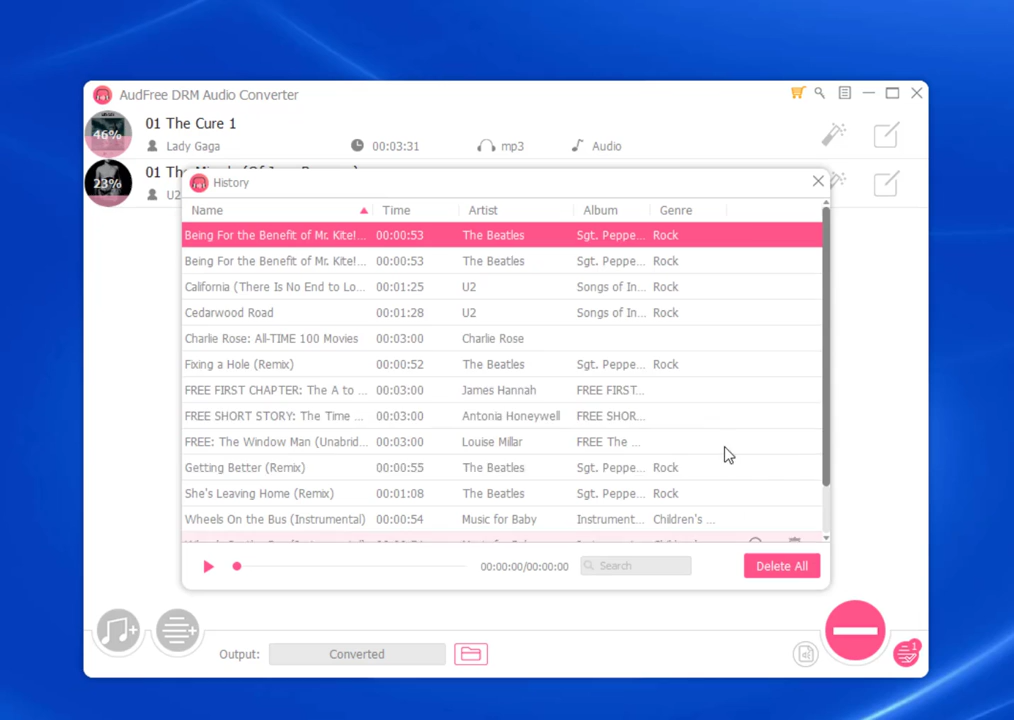 AudFree DRM Audio Converter
46%
01 The Cure 1
Lady Gaga 00:03:31 mp3 Audio
23%
01 The
U2
History
Name Time Artist Album Genre
Being For the Benefit of Mr. Kite!... 00:00:53 The Beatles Sgt. Peppe... Rock
Being For the Benefit of Mr. Kite!... 00:00:53 The Beatles Sgt. Peppe... Rock
California (There Is No End to Lo... 00:01:25 U2 Songs of In... Rock
Cedarwood Road 00:01:28 U2 Songs of In... Rock
Charlie Rose: All-TIME 100 Movies 00:03:00 Charlie Rose
Fixing a Hole (Remix) 00:00:52 The Beatles Sgt. Peppe... Rock
FREE FIRST CHAPTER: The A to ... 00:03:00 James Hannah FREE FIRST...
FREE SHORT STORY: The Time ... 00:03:00 Antonia Honeywell FREE SHOR...
FREE: The Window Man (Unabrid... 00:03:00 Louise Millar FREE The ...
Getting Better (Remix) 00:00:55 The Beatles Sgt. Peppe... Rock
She's Leaving Home (Remix) 00:01:08 The Beatles Sgt. Peppe... Rock
Wheels On the Bus (Instrumental) 00:00:54 Music for Baby Instrument... Children's ...
00:00:00/00:00:00 Search Delete All
Output: Converted
1